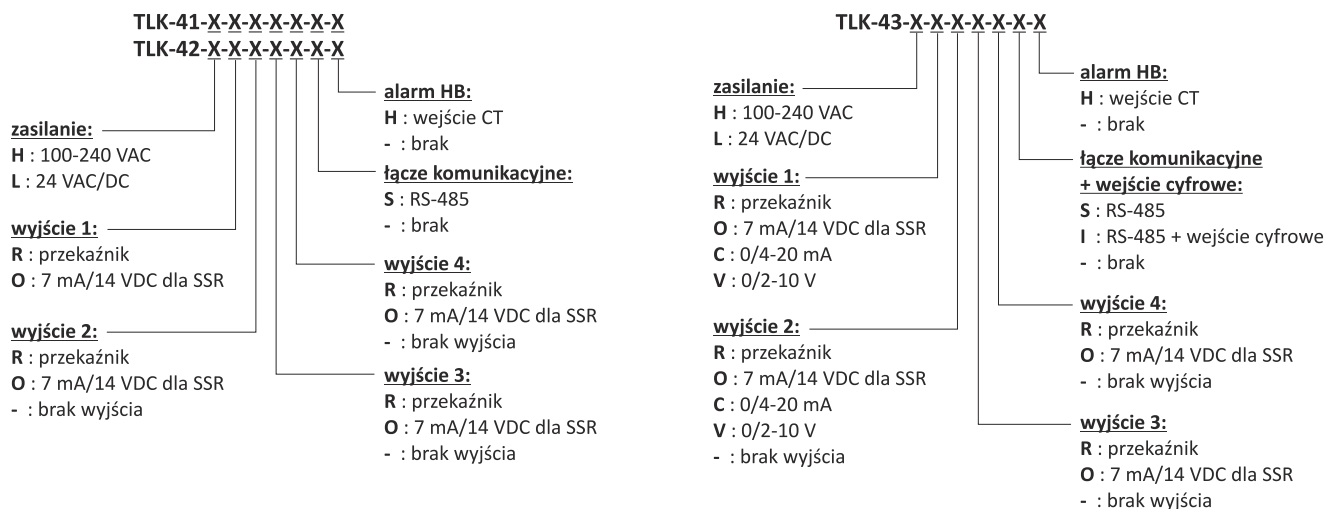 TLK-41-X-X-X-X-X-X-X
TLK-42-X-X-X-X-X-X-X
zasilanie:
H : 100-240 VAC
L : 24 VAC/DC
wyjście 1:
R : przekaźnik
O : 7 mA/14 VDC dla SSR
wyjście 2:
R : przekaźnik
O : 7 mA/14 VDC dla SSR
- : brak wyjścia
alarm HB:
H : wejście CT
- : brak
łącze komunikacyjne:
S : RS-485
- : brak
wyjście 4:
R : przekaźnik
O : 7 mA/14 VDC dla SSR
- : brak wyjścia
wyjście 3:
R : przekaźnik
O : 7 mA/14 VDC dla SSR
- : brak wyjścia
TLK-43-X-X-X-X-X-X-X
zasilanie:
H : 100-240 VAC
L : 24 VAC/DC
wyjście 1:
R : przekaźnik
O : 7 mA/14 VDC dla SSR
C : 0/4-20 mA
V : 0/2-10 V
wyjście 2:
R : przekaźnik
O : 7 mA/14 VDC dla SSR
C : 0/4-20 mA
V : 0/2-10 V
- : brak wyjścia
alarm HB:
H : wejście CT
- : brak
łącze komunikacyjne
+ wejście cyfrowe:
S : RS-485
I : RS-485 + wejście cyfrowe
- : brak
wyjście 4:
R : przekaźnik
O : 7 mA/14 VDC dla SSR
- : brak wyjścia
wyjście 3:
R : przekaźnik
O : 7 mA/14 VDC dla SSR
- : brak wyjścia